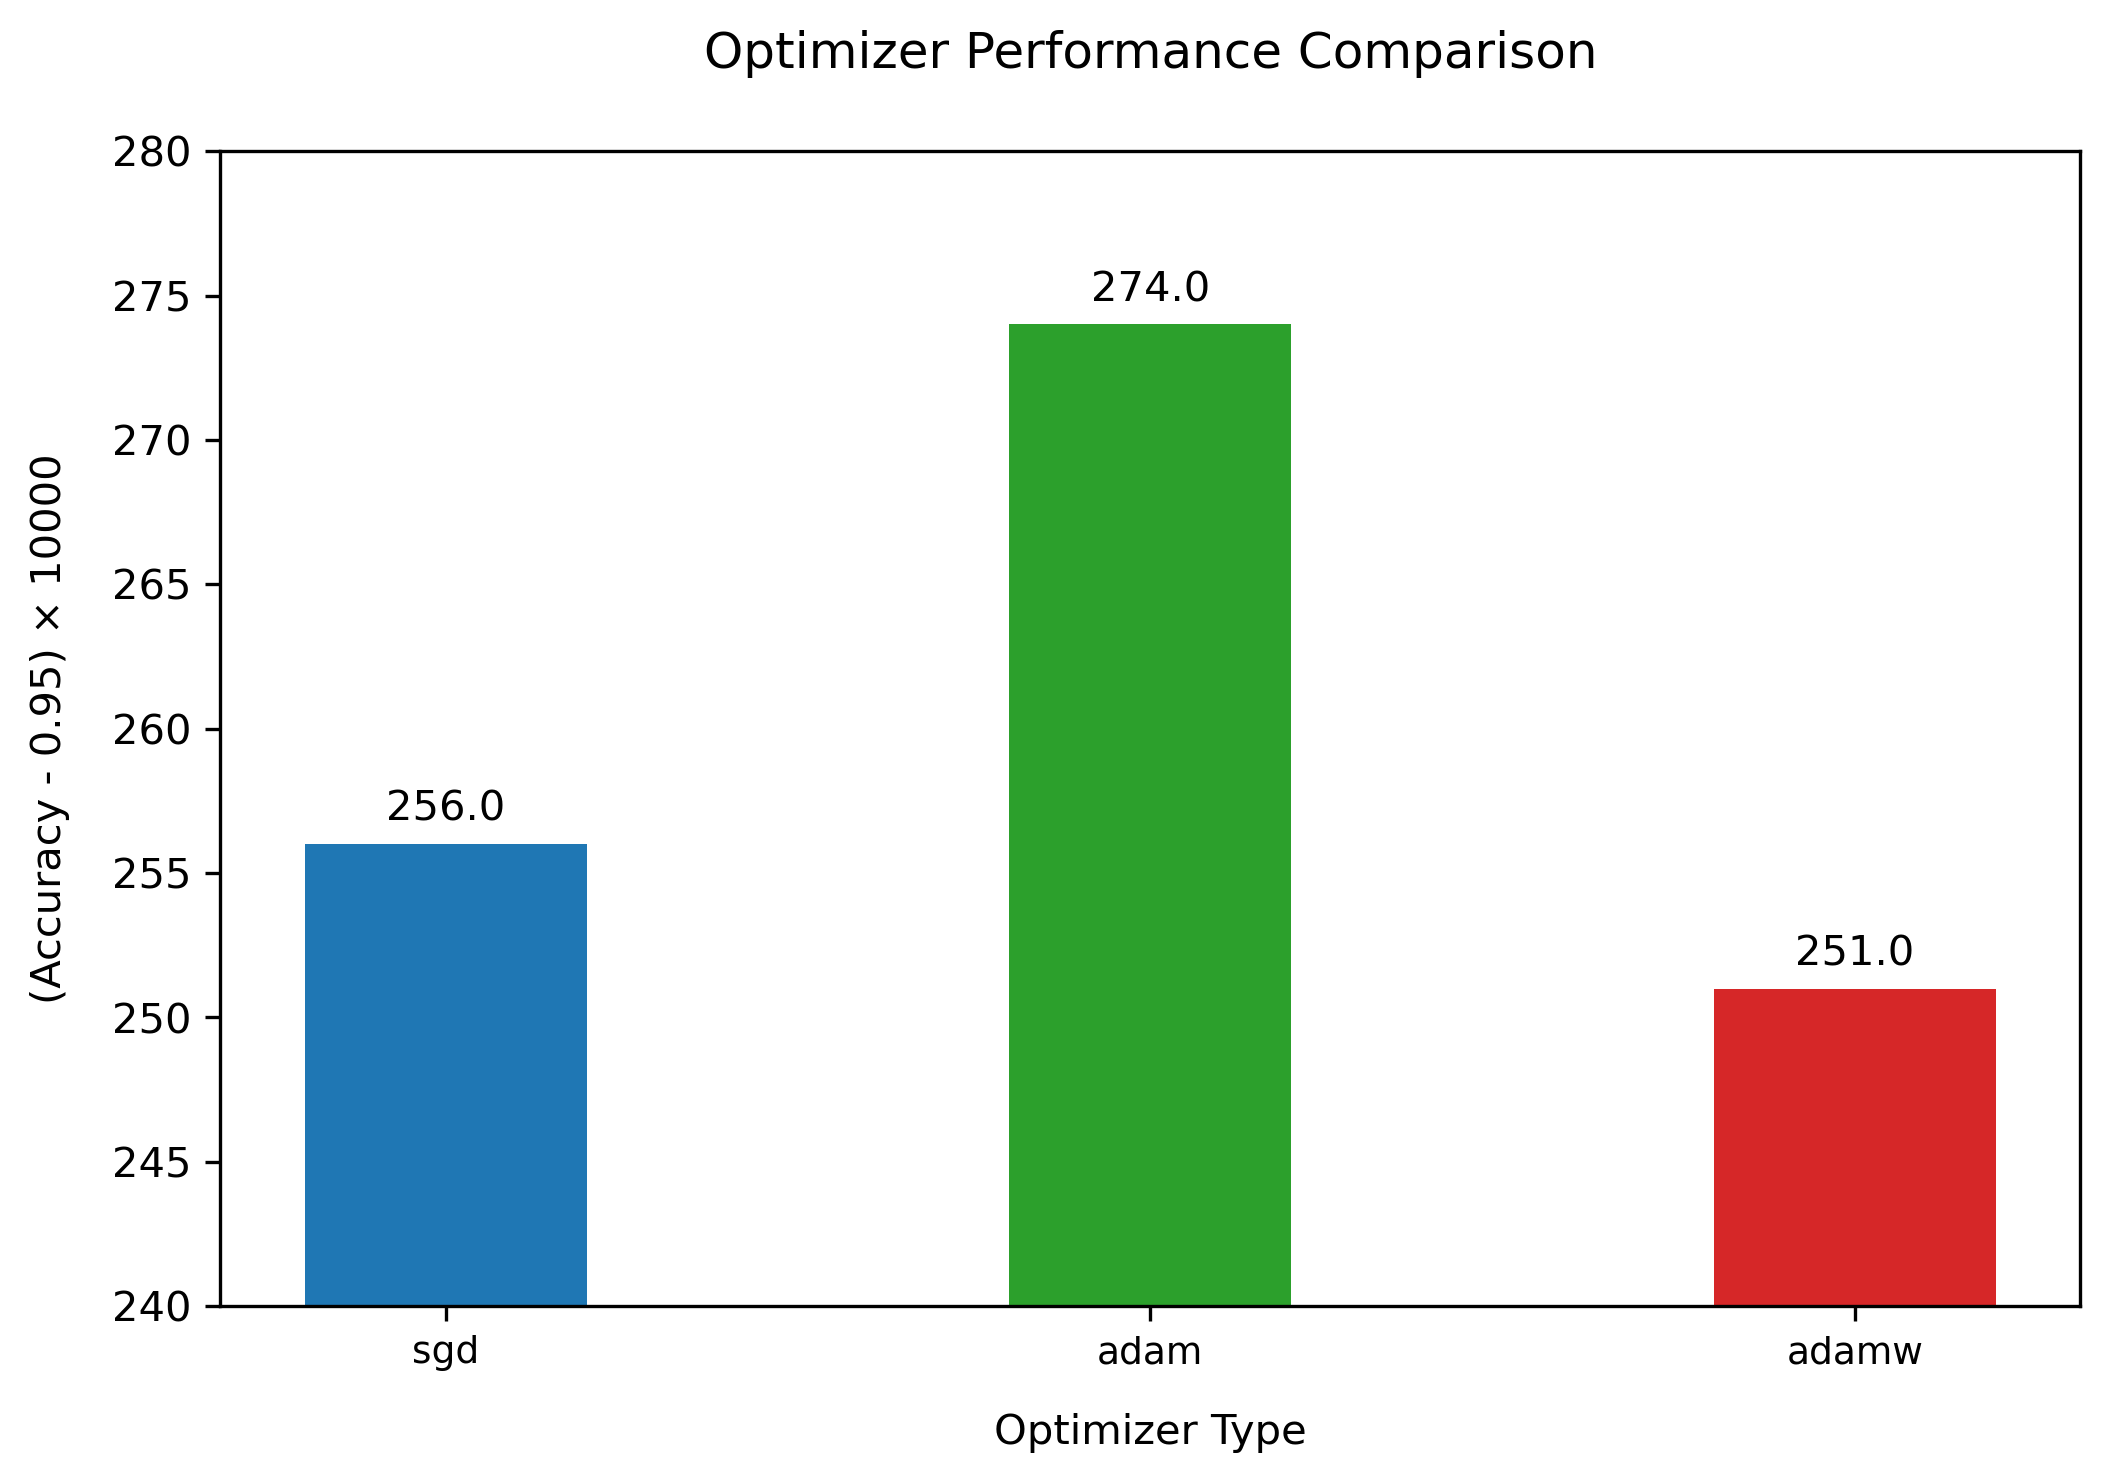 Optimizer Performance Comparison
(Accuracy - 0.95) × 10000
280
275
270
265
260
255
250
245
240
256.0
274.0
251.0
sgd
adam
adamw
Optimizer Type